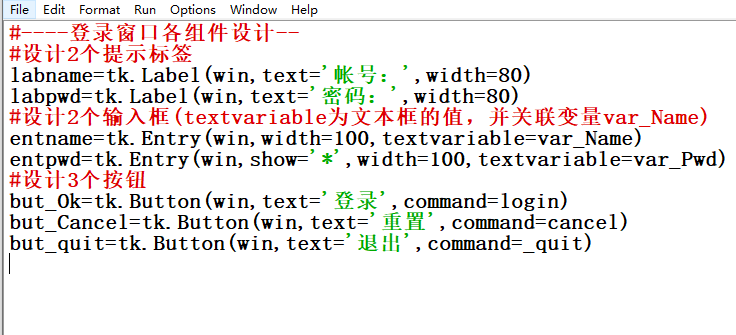 File Edit Format Run Options Window Help
#----登录窗口各组件设计--
#设计2个提示标签
labname=tk.Label(win,text='帐号：',width=80)
labpwd=tk.Label(win,text='密码：',width=80)
#设计2个输入框(textvariable为文本框的值，并关联变量var_Name)
entname=tk.Entry(win,width=100,textvariable=var_Name)
entpwd=tk.Entry(win,show='*',width=100,textvariable=var_Pwd)
#设计3个按钮
but_Ok=tk.Button(win,text='登录',command=login)
but_Cancel=tk.Button(win,text='重置',command=cancel)
but_quit=tk.Button(win,text='退出',command=_quit)